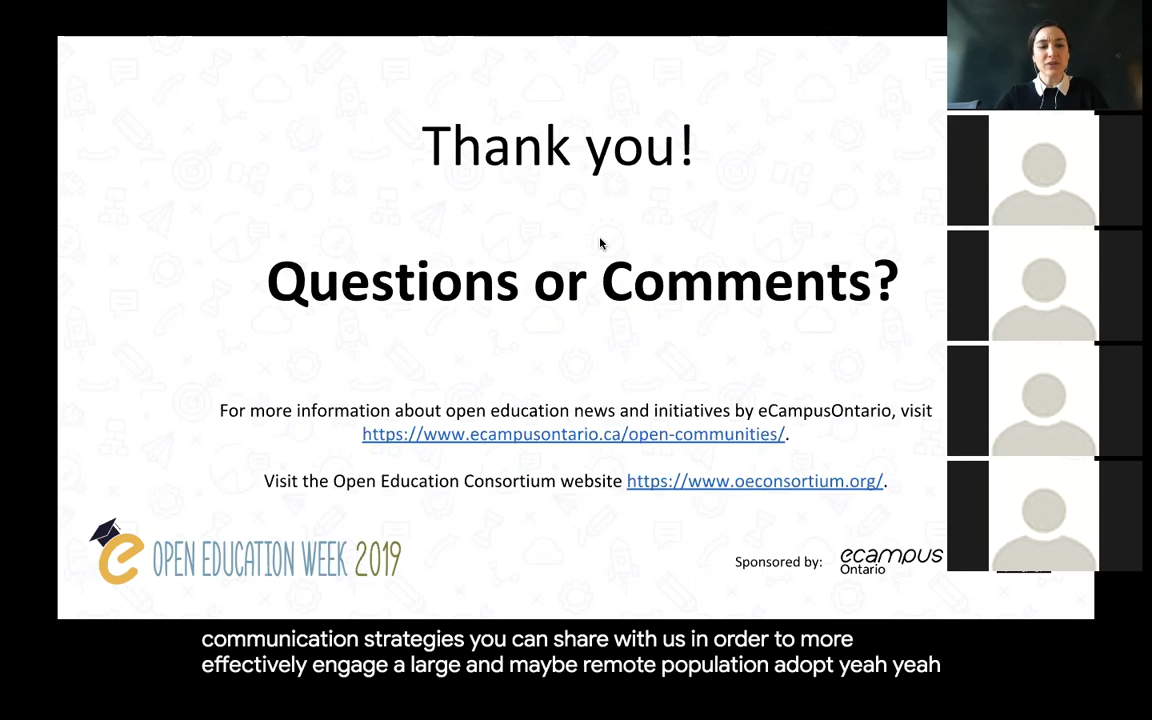 Thank you!
Questions or Comments?
For more information about open education news and initiatives by eCampusOntario, visit
https://www.ecampusontario.ca/open-communities/.
Visit the Open Education Consortium website https://www.oeconsortium.org/.
e OPEN EDUCATION WEEK 2019
Sponsored by: ecampus
Ontario
communication strategies you can share with us in order to more
effectively engage a large and maybe remote population adopt yeah yeah